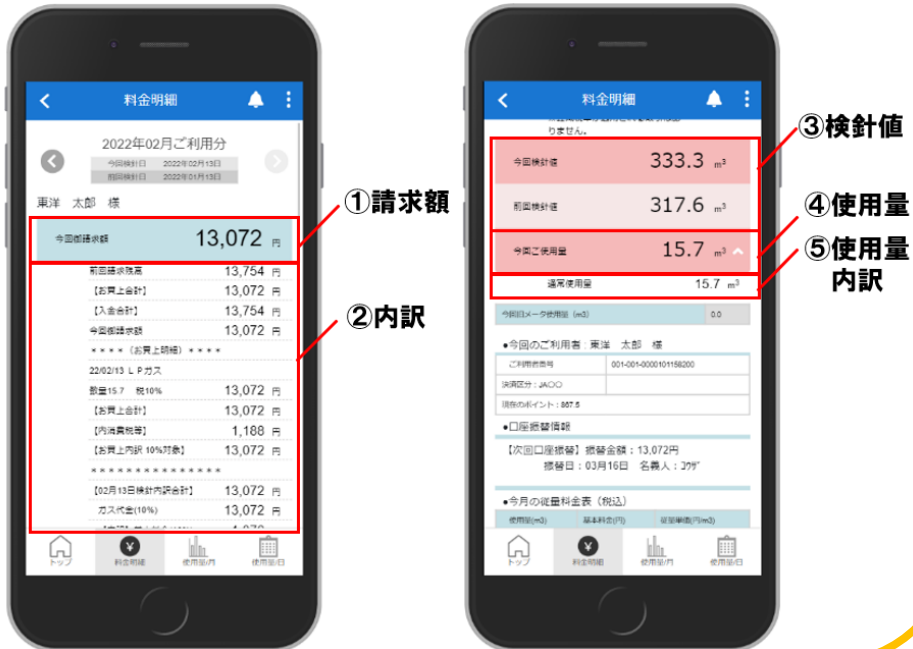 料金明細
2022年02月ご利用分
今回検針日 2022年02月13日
前回検針日 2022年01月13日
東洋 太郎 様
今回御請求額 13,072 円
前回請求残高 13,754 円
【お買上合計】 13,072 円
【入金合計】 13,754 円
今回御請求額 13,072 円
＊＊＊＊（お買上明細）＊＊＊＊
22/02/13 ＬＰガス
数量15.7 税10% 13,072 円
【お買上合計】 13,072 円
【内消費税等】 1,188 円
【お買上内訳 10%対象】 13,072 円
＊＊＊＊＊＊＊＊＊＊＊＊＊＊＊
【02月13日検針内訳合計】 13,072 円
ガス代金(10%) 13,072 円
トップ
料金明細
使用量/月
使用量/日
①請求額
②内訳
料金明細
りません。
今回検針値 333.3 m³
前回検針値 317.6 m³
今回ご使用量 15.7 m³
通常使用量 15.7 m³
今回旧メータ使用量（m3） 0.0
●今回のご利用者：東洋 太郎 様
ご利用者番号 001-001-0000101158200
決済区分：JAOO
現在のポイント：867.5
●口座振替情報
【次回口座振替】振替金額：13,072円
振替日：03月16日 名義人：ｺｳｻﾞ
●今月の従量料金表（税込）
使用量(m3) 基本料金(円) 従量単価(円/m3)
トップ
料金明細
使用量/月
使用量/日
③検針値
④使用量
⑤使用量
内訳